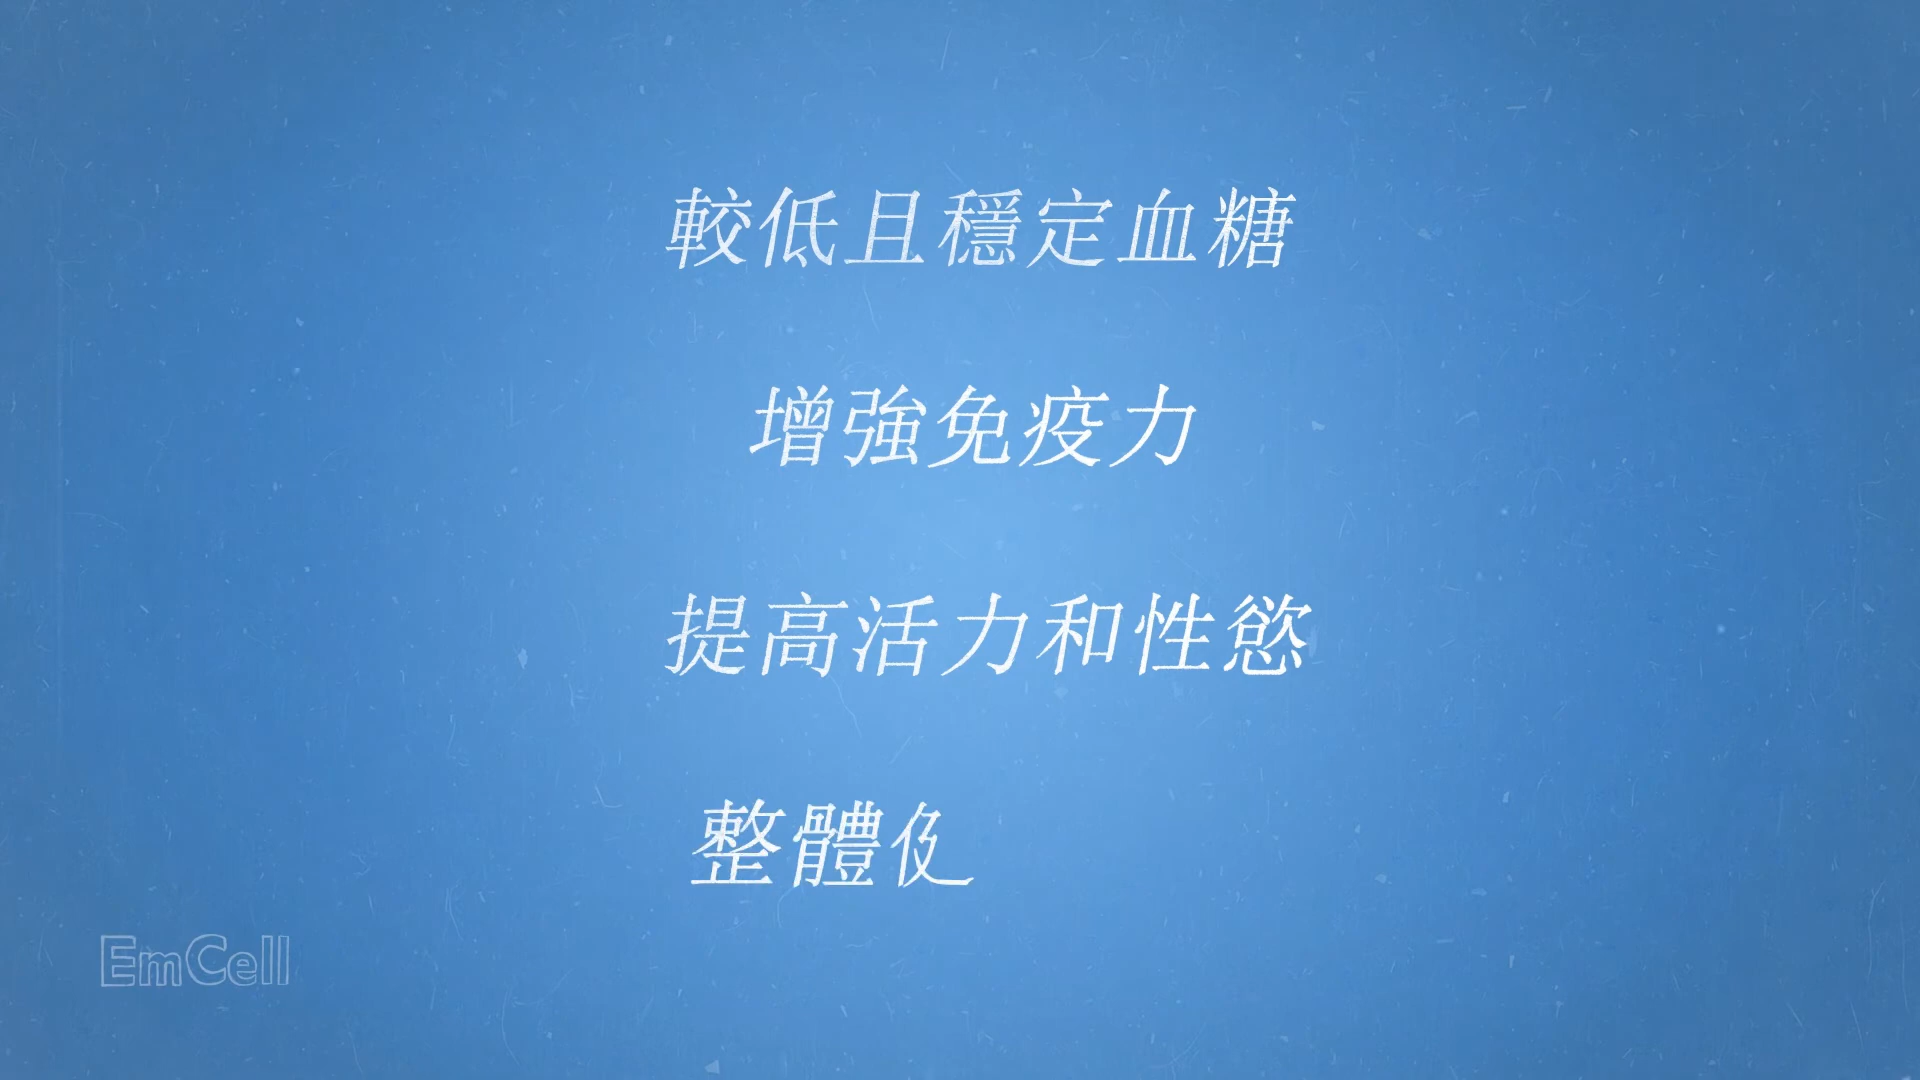 較低且穩定血糖
增強免疫力
提高活力和性慾
整體
EmCell